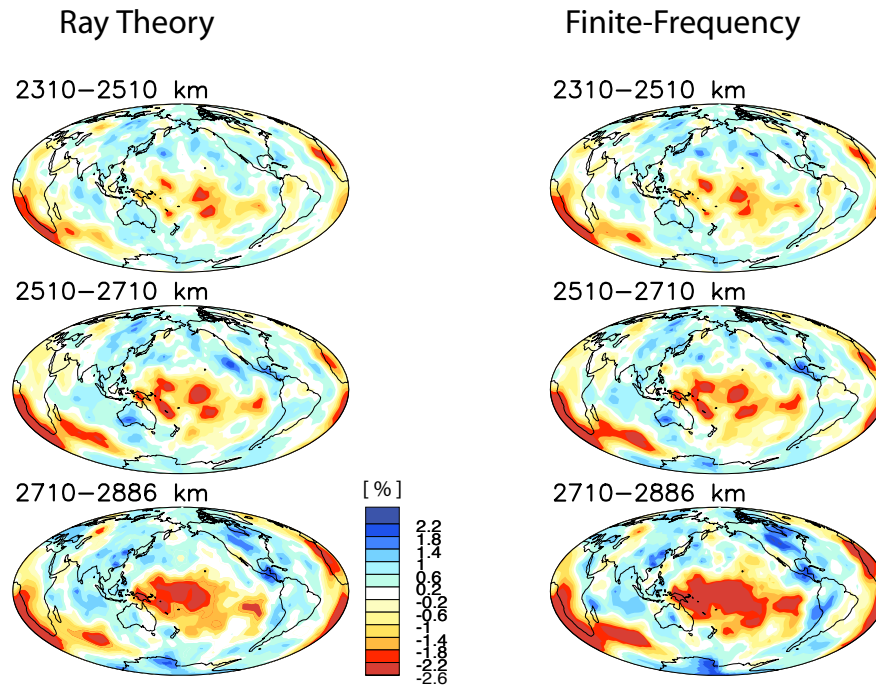 Ray Theory
Finite-Frequency
2310-2510 km
2310-2510 km
2510-2710 km
2510-2710 km
2710-2886 km
2710-2886 km
[ % ]
2.2
1.8
1.4
1
0.6
0.2
-0.2
-0.6
-1
-1.4
-1.8
-2.2
-2.6